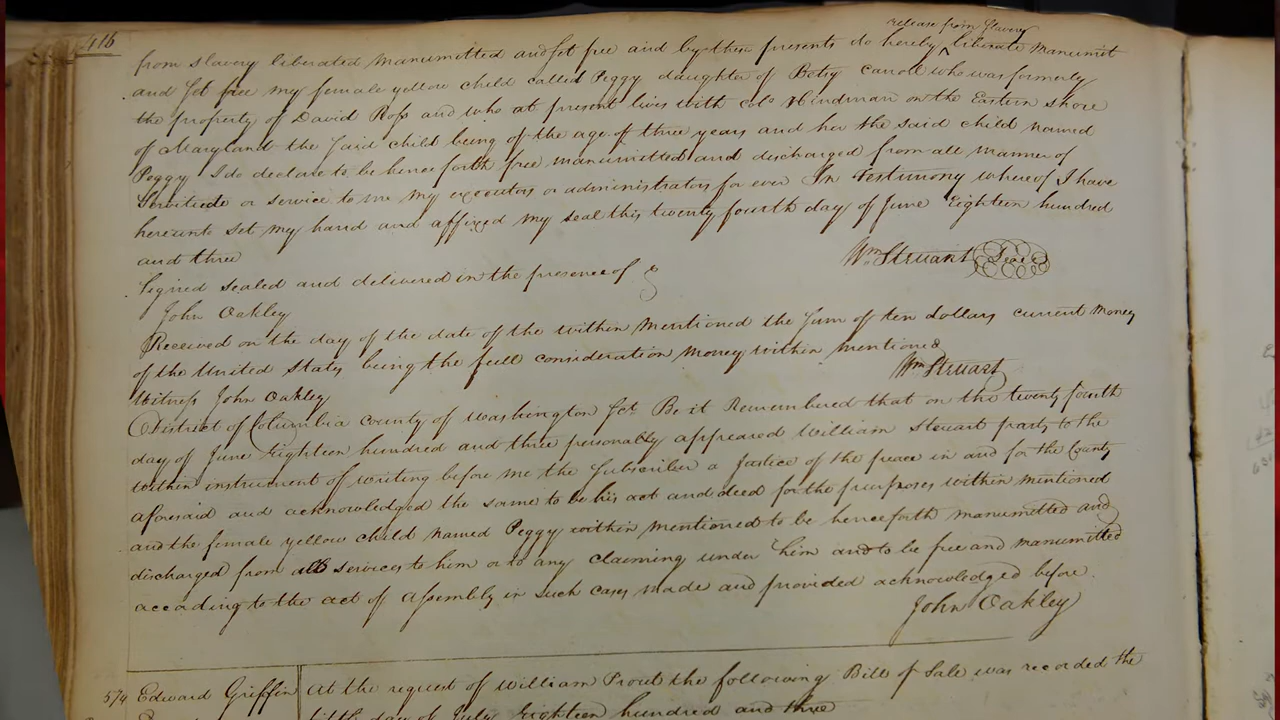 416
release from slavery
from slavery liberated manumitted and set free and by these presents do hereby ^ liberate manumit
and set free my female yellow child called Peggy daughter of Betsy Carroll who was formerly
the property of David Ross and who at present lives with Colo Hindman on the Eastern shore
of Maryland the said child being of the age of three years and her the said child named
Peggy I do declare to be henceforth free manumitted and discharged from all manner of
Servitude or service to me my executors or administrators for ever In testimony whereof I have
hereunto set my hand and affixed my seal this twenty fourth day of June Eighteen hundred
and three
Wm Struart Seal
Signed sealed and delivered in the presence of
John Oakley
Received on the day of the date of the within mentioned the sum of ten dollars current money
of the United States being the full consideration money within mentioned
Wm Struart
Witness John Oakley
District of Columbia County of Washington Sct Be it Remembered that on the twenty fourth
day of June Eighteen hundred and three personally appeared William Steuart party to the
within instrument of writing before me the Subscriber a Justice of the peace in and for the County
aforesaid and acknowledged the same to be his act and deed for the purposes within mentioned
and the female yellow child named Peggy within mentioned to be henceforth manumitted and
discharged from all services to him or to any claiming under him and to be free and manumitted
according to the act of Assembly in such cases made and provided acknowledged before
John Oakley
574 Edward Griffin At the request of William Prout the following Bill of Sale was recorded the
fifth day of July Eighteen hundred and three